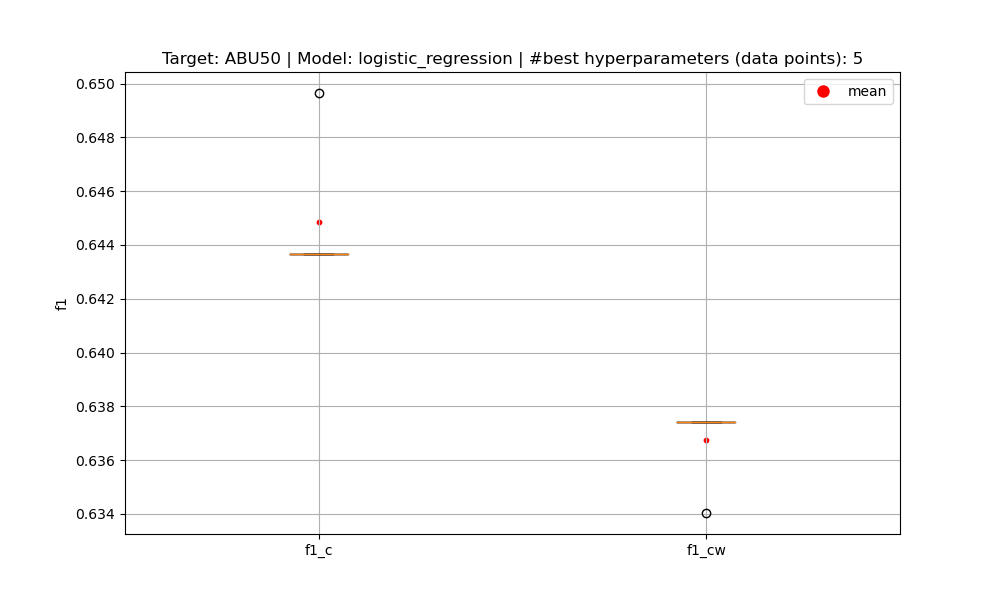 Target: ABU50 | Model: logistic_regression | #best hyperparameters (data points): 5
mean
0.650
0.648
0.646
0.644
0.642
0.640
0.638
0.636
0.634
f1
f1_c
f1_cw